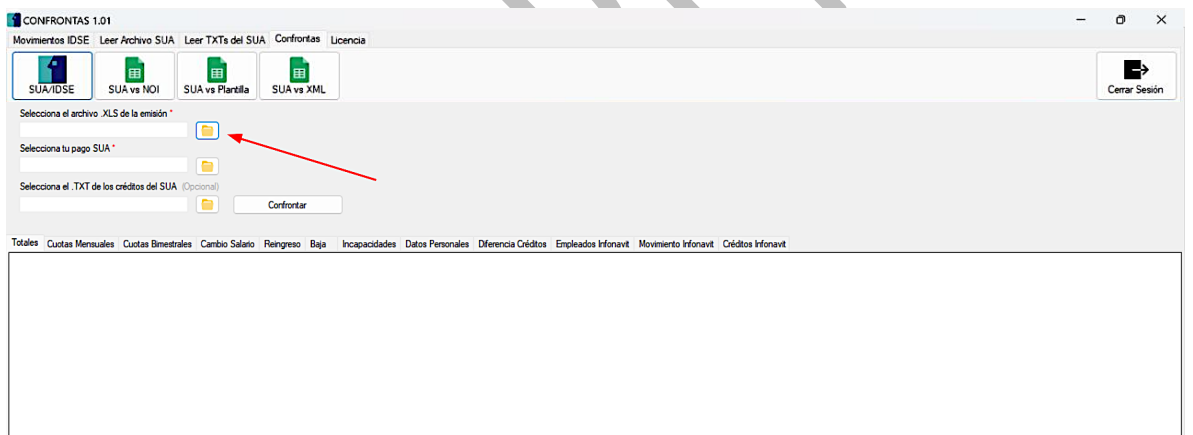 CONFRONTAS 1.01
Movimientos IDSE Leer Archivo SUA Leer TXTs del SUA Confrontas Licencia
SUA/IDSE SUA vs NOI SUA vs Plantilla SUA vs XML Cerrar Sesión
Selecciona el archivo .XLS de la emisión *
Selecciona tu pago SUA *
Selecciona el .TXT de los créditos del SUA (Opcional)
Confrontar
Totales Cuotas Mensuales Cuotas Bimestrales Cambio Salario Reingreso Baja Incapacidades Datos Personales Diferencia Créditos Empleados Infonavit Movimiento Infonavit Créditos Infonavit